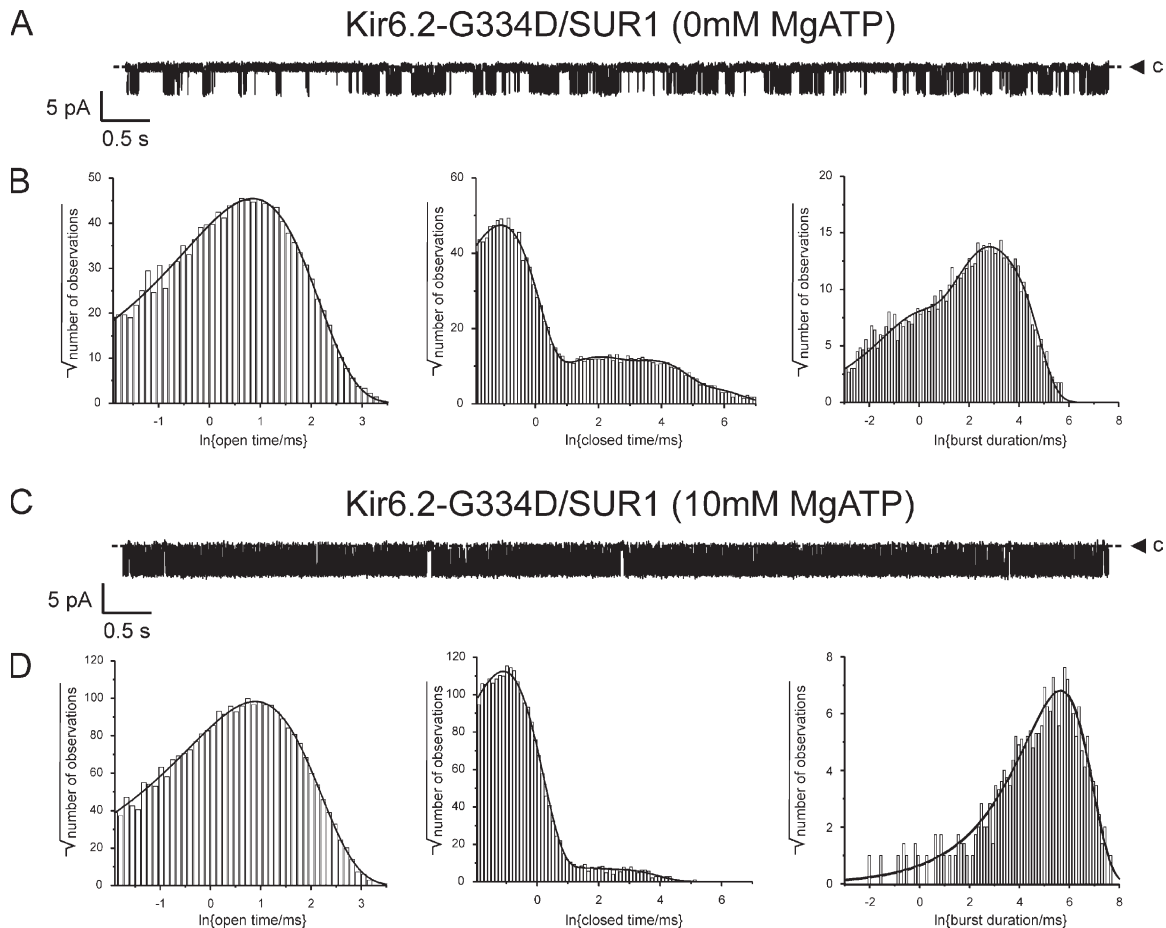 A
Kir6.2-G334D/SUR1 (0mM MgATP)
c
5 pA
0.5 s
B
50
40
30
20
10
0
√number of observations
-1 0 1 2 3
ln{open time/ms}
60
40
20
0
√number of observations
0 2 4 6
ln{closed time/ms}
20
15
10
5
0
√number of observations
-2 0 2 4 6 8
ln{burst duration/ms}
C
Kir6.2-G334D/SUR1 (10mM MgATP)
c
5 pA
0.5 s
D
120
100
80
60
40
20
0
√number of observations
-1 0 1 2 3
ln{open time/ms}
120
100
80
60
40
20
0
√number of observations
0 2 4 6
ln{closed time/ms}
8
6
4
2
0
√number of observations
-2 0 2 4 6 8
ln{burst duration/ms}